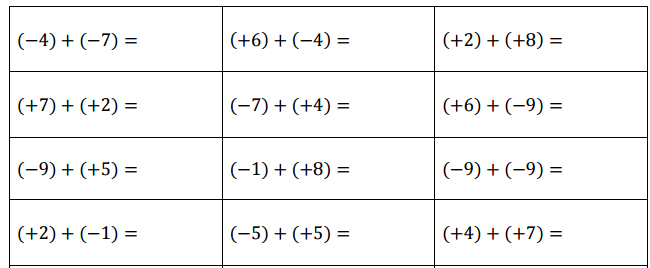 (−4) + (−7) = (+6) + (−4) = (+2) + (+8) =
(+7) + (+2) = (−7) + (+4) = (+6) + (−9) =
(−9) + (+5) = (−1) + (+8) = (−9) + (−9) =
(+2) + (−1) = (−5) + (+5) = (+4) + (+7) =